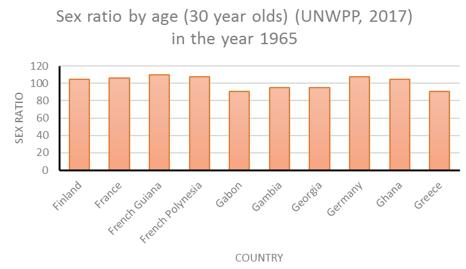 Sex ratio by age (30 year olds) (UNWPP, 2017)
in the year 1965
SEX RATIO
120
100
80
60
40
20
0
Finland
France
French Guiana
French Polynesia
Gabon
Gambia
Georgia
Germany
Ghana
Greece
COUNTRY